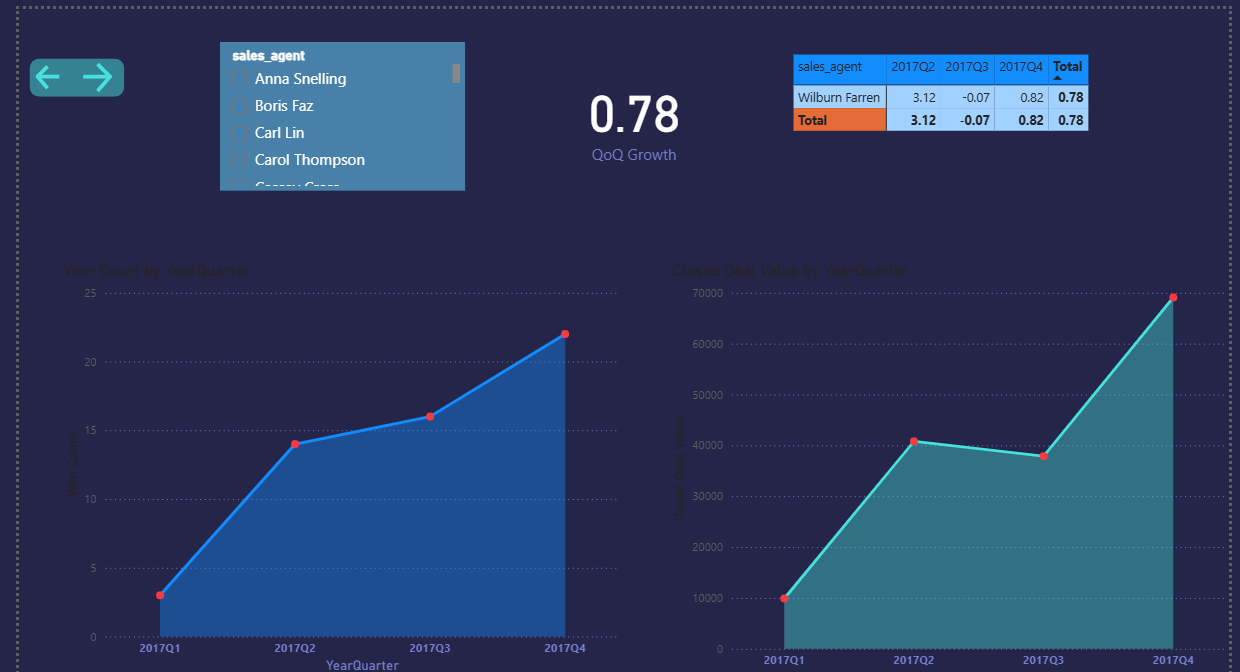 sales_agent
Anna Snelling
Boris Faz
Carl Lin
Carol Thompson
0.78
QoQ Growth
sales_agent 2017Q2 2017Q3 2017Q4 Total
Wilburn Farren 3.12 -0.07 0.82 0.78
Total 3.12 -0.07 0.82 0.78
Won Count by YearQuarter
25
20
15
10
5
0
Won Count
2017Q1 2017Q2 2017Q3 2017Q4
YearQuarter
Closed Deal Value by YearQuarter
70000
60000
50000
40000
30000
20000
10000
0
Closed Deal Value
2017Q1 2017Q2 2017Q3 2017Q4